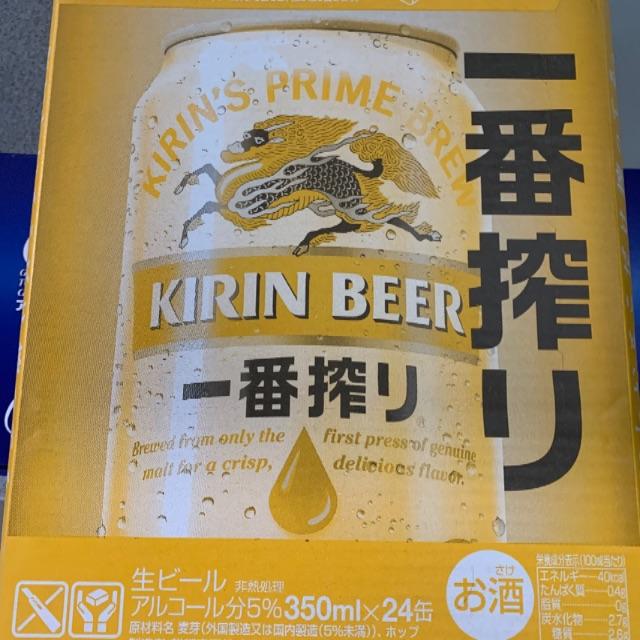 KIRIN'S PRIME BREW
KIRIN BEER
一番搾り
Brewed from only the first press of genuine
malt for a crisp, delicious flavor.
一番搾り
生ビール 非熱処理
アルコール分5% 350ml×24缶
原材料名 麦芽(外国製造又は国内製造(5%未満))、ホップ
さけ
お酒
栄養成分表示(100ml当たり)
エネルギー 40kcal
たんぱく質 0.4g
脂質 0g
炭水化物 2.7g
糖質